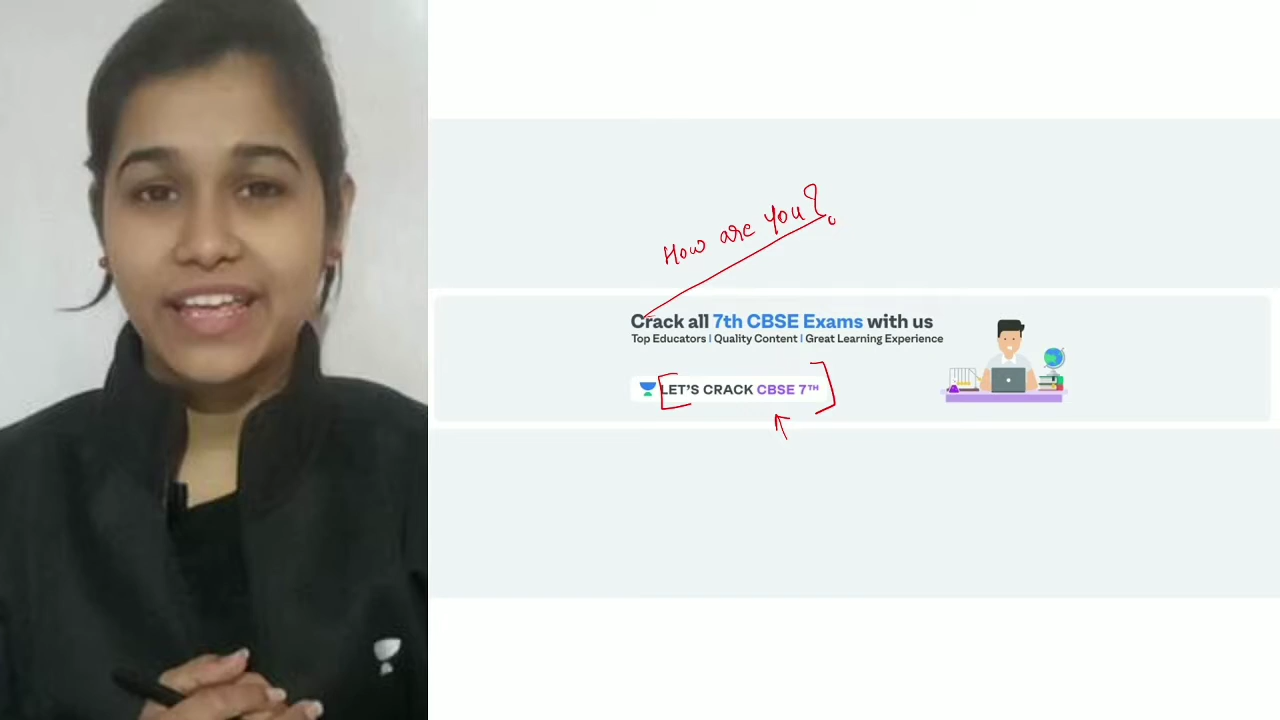 How are you?
Crack all 7th CBSE Exams with us
Top Educators | Quality Content | Great Learning Experience
LET'S CRACK CBSE 7TH